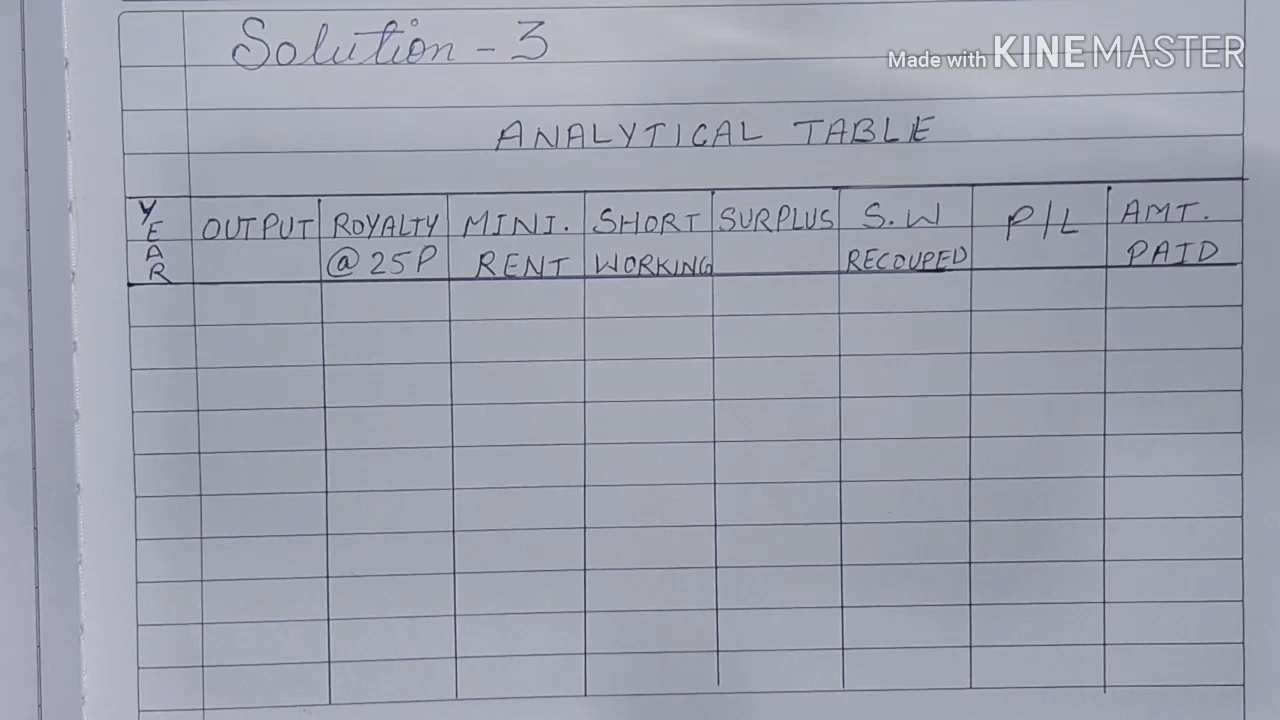 Solution - 3
Made with KINEMASTER
ANALYTICAL TABLE
YEAR OUTPUT ROYALTY @ 25P MINI. RENT SHORT WORKING SURPLUS S.W RECOUPED P/L AMT. PAID